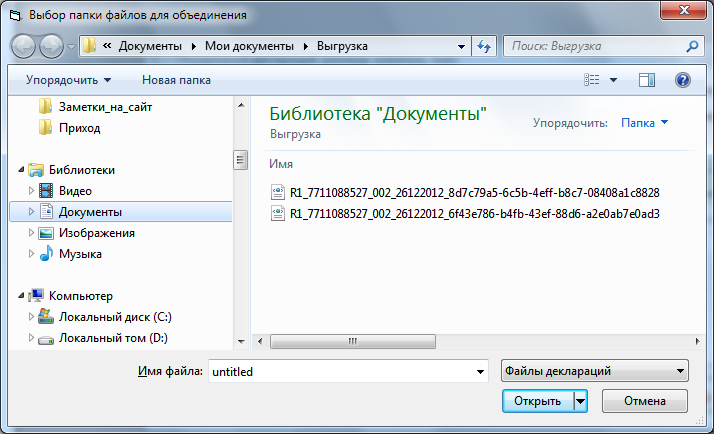 Выбор папки файлов для объединения
« Документы Мои документы Выгрузка
Поиск: Выгрузка
Упорядочить Новая папка
Заметки_на_сайт
Приход
Библиотеки
Видео
Документы
Изображения
Музыка
Компьютер
Локальный диск (C:)
Локальный том (D:)
Библиотека "Документы"
Выгрузка
Упорядочить: Папка
Имя
R1_7711088527_002_26122012_8d7c79a5-6c5b-4eff-b8c7-08408a1c8828
R1_7711088527_002_26122012_6f43e786-b4fb-43ef-88d6-a2e0ab7e0ad3
Имя файла: untitled
Файлы деклараций
Открыть Отмена